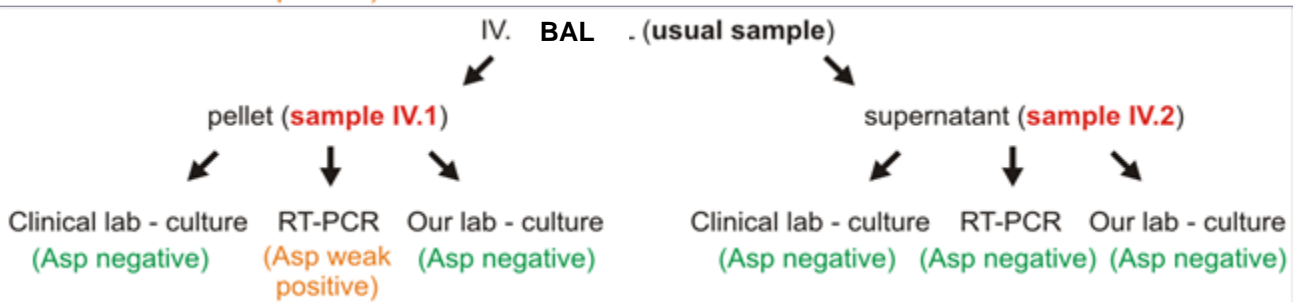 IV. BAL . (usual sample)
pellet (sample IV.1) supernatant (sample IV.2)
Clinical lab - culture RT-PCR Our lab - culture Clinical lab - culture RT-PCR Our lab - culture
(Asp negative) (Asp weak positive) (Asp negative) (Asp negative) (Asp negative) (Asp negative)